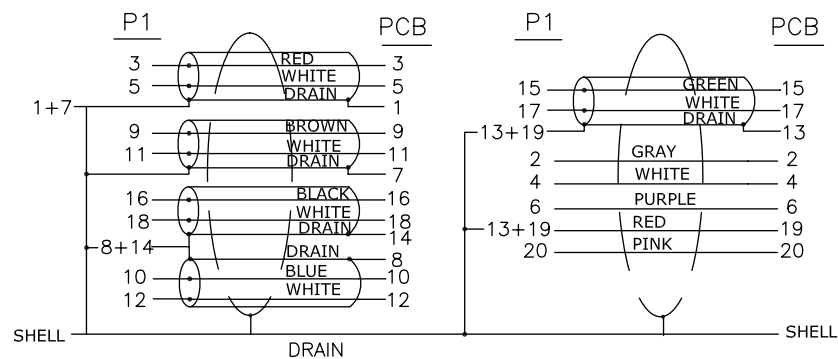 P1 PCB
3 RED 3
5 WHITE 5
DRAIN 1
1+7
9 BROWN 9
11 WHITE 11
DRAIN 7
16 BLACK 16
18 WHITE 18
DRAIN 14
8+14
DRAIN 8
10 BLUE 10
12 WHITE 12
P1 PCB
15 GREEN 15
17 WHITE 17
DRAIN
13+19 13
2 GRAY 2
4 WHITE 4
6 PURPLE 6
13+19 RED 19
20 PINK 20
SHELL SHELL
DRAIN